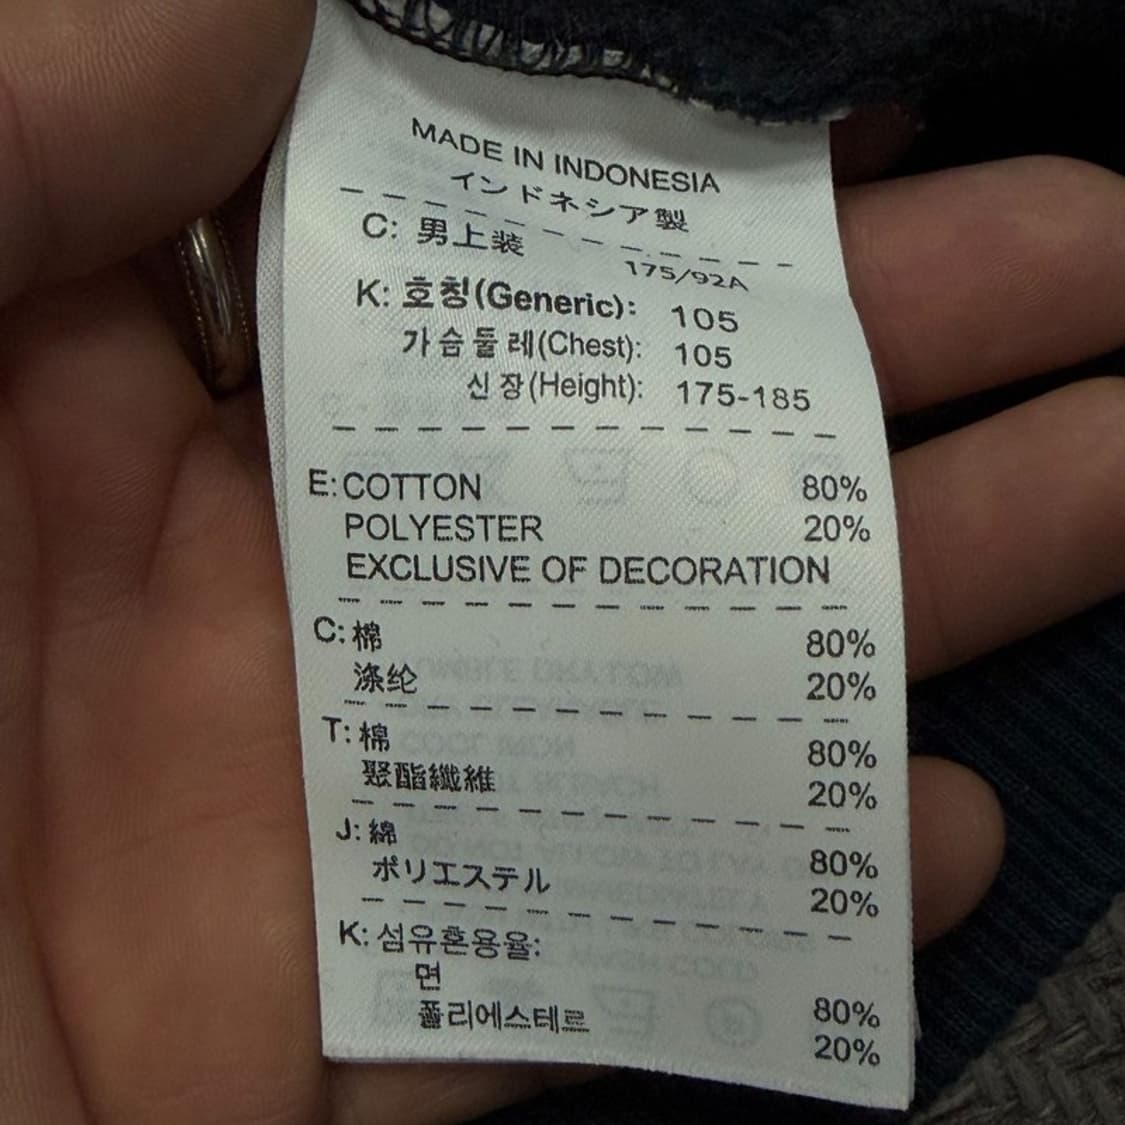 MADE IN INDONESIA
インドネシア製
C: 男上装
175/92A
K: 호칭(Generic): 105
가슴둘레(Chest): 105
신장(Height): 175-185
E: COTTON 80%
POLYESTER 20%
EXCLUSIVE OF DECORATION
C: 棉 80%
涤纶 20%
T: 棉 80%
聚酯纖維 20%
J: 綿 80%
ポリエステル 20%
K: 섬유혼용율:
면 80%
폴리에스테르 20%